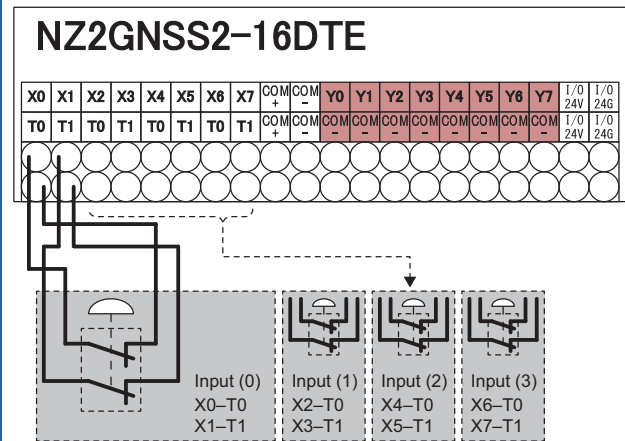 NZ2GNSS2-16DTE
X0 X1 X2 X3 X4 X5 X6 X7 COM+ COM- Y0 Y1 Y2 Y3 Y4 Y5 Y6 Y7 I/O 24V I/O 24G
T0 T1 T0 T1 T0 T1 T0 T1 COM+ COM- COM- COM- COM- COM- COM- COM- COM- COM- I/O 24V I/O 24G
Input (0)
X0–T0
X1–T1
Input (1)
X2–T0
X3–T1
Input (2)
X4–T0
X5–T1
Input (3)
X6–T0
X7–T1